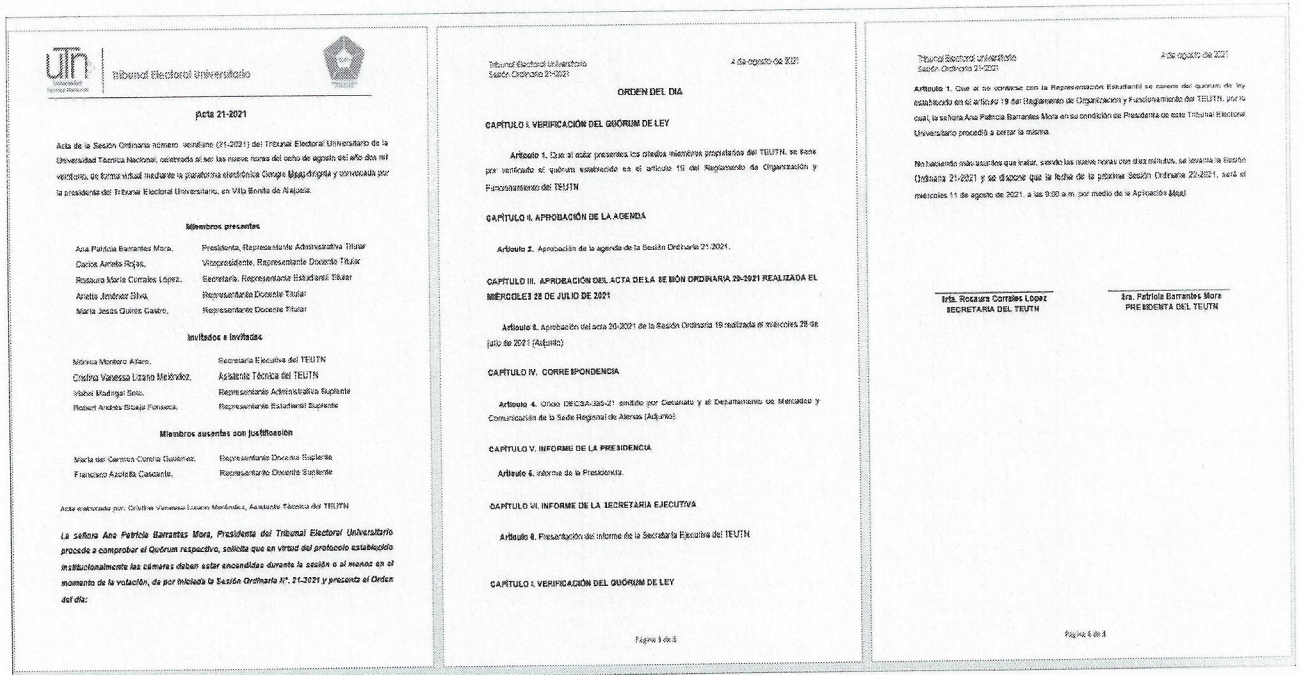 utn
Universidad
Técnica Nacional
Tribunal Electoral Universitario
Acta 21-2021
Acta de la Sesión Ordinaria número veintiuno (21-2021) del Tribunal Electoral Universitario de la
Universidad Técnica Nacional, celebrada al ser las nueve horas del de agosto del año dos mil
veintiuno, de forma virtual mediante la plataforma electrónica Google Meet dirigida y convocada por
la presidenta del Tribunal Electoral Universitario, en Villa Bonita de Alajuela.
Miembros presentes
Ana Patricia Barrantes Mora, Presidenta, Representante Administrativa Titular
Carlos Arrieta Rojas, Vicepresidente, Representante Docente Titular
Rosaura María Corrales López, Secretaria, Representante Estudiantil Titular
Arlette Jiménez Silva, Representante Docente Titular
María Jesús Quirós Castro, Representante Docente Titular
Invitados e invitadas
Mónica Montero Alfaro, Secretaria Ejecutiva del TEUTN
Cristina Vanessa Lizano Meléndez, Asistente Técnica del TEUTN
Madrigal Soto, Representante Administrativa Suplente
Robert Andrés Sibaja Fonseca, Representante Estudiantil Suplente
Miembros ausentes con justificación
María del Carmen Gutiérrez, Representante Docente Suplente
Francisco Azofeifa Cascante, Representante Docente Suplente
Acta elaborada por: Cristina Vanessa Lizano Meléndez, Asistente Técnica del TEUTN
La señora Ana Patricia Barrantes Mora, Presidenta del Tribunal Electoral Universitario
procede a comprobar el Quórum respectivo, solicita que en virtud del protocolo establecido
institucionalmente las cámaras deben estar encendidas durante la sesión o al menos en el
momento de la votación, da por iniciada la Sesión Ordinaria N°. 21-2021 y presenta el Orden
del día:
Tribunal Electoral Universitario 4 de agosto de 2021
Sesión Ordinaria 21-2021
ORDEN DEL DIA
CAPÍTULO I. VERIFICACIÓN DEL QUÓRUM DE LEY
Artículo 1. Que al estar presentes los citados miembros propietarios del TEUTN, se tiene
por verificado el quórum establecido en el artículo 19 del Reglamento de Organización y
Funcionamiento del TEUTN
CAPÍTULO II. APROBACIÓN DE LA AGENDA
Artículo 2. Aprobación de la agenda de la Sesión Ordinaria 21-2021.
CAPÍTULO III. APROBACIÓN DEL ACTA DE LA SESIÓN ORDINARIA 20-2021 REALIZADA EL
MIÉRCOLES 28 DE JULIO DE 2021
Artículo 3. Aprobación del acta 20-2021 de la Sesión Ordinaria 19 realizada el miércoles 28 de
julio de 2021 (Adjunto)
CAPÍTULO IV. CORRESPONDENCIA
Artículo 4. Oficio emitido por Decanato y el Departamento de Mercadeo y
Comunicación de la Sede Regional de Atenas (Adjunto).
CAPÍTULO V. INFORME DE LA PRESIDENCIA
Artículo 5. Informe de la Presidencia.
CAPÍTULO VI. INFORME DE LA SECRETARIA EJECUTIVA
Artículo 6. Presentación del informe de la Secretaria Ejecutiva del TEUTN
CAPÍTULO I. VERIFICACIÓN DEL QUÓRUM DE LEY
Página de
Tribunal Electoral Universitario 4 de agosto de 2021
Sesión Ordinaria 21-2021
Artículo 1. Que al no contarse con la Representación Estudiantil se carece del quórum de ley
establecido en el artículo 19 del Reglamento de Organización y Funcionamiento del TEUTN, por lo
cual, la señora Ana Patricia Barrantes Mora en su condición de Presidenta de este Tribunal Electoral
Universitario procedió a cerrar la misma.
No habiendo más asuntos que tratar, siendo las nueve horas con diez minutos, se levanta la Sesión
Ordinaria 21-2021 y se dispone que la fecha de la próxima Sesión Ordinaria 22-2021, será el
miércoles 11 de agosto de 2021, a las 9:00 a.m. por medio de la Aplicación Meet
Srta. Rosaura Corrales López Sra. Patricia Barrantes Mora
SECRETARIA DEL TEUTN PRESIDENTA DEL TEUTN
Página de